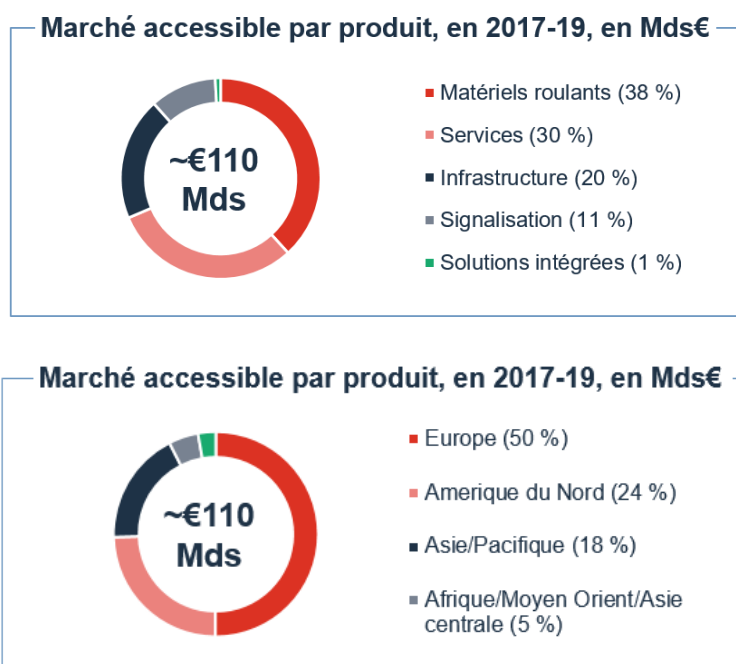 Marché accessible par produit, en 2017-19, en Mds€
~€110
Mds
Matériels roulants (38 %)
Services (30 %)
Infrastructure (20 %)
Signalisation (11 %)
Solutions intégrées (1 %)
Marché accessible par produit, en 2017-19, en Mds€
~€110
Mds
Europe (50 %)
Amerique du Nord (24 %)
Asie/Pacifique (18 %)
Afrique/Moyen Orient/Asie
centrale (5 %)